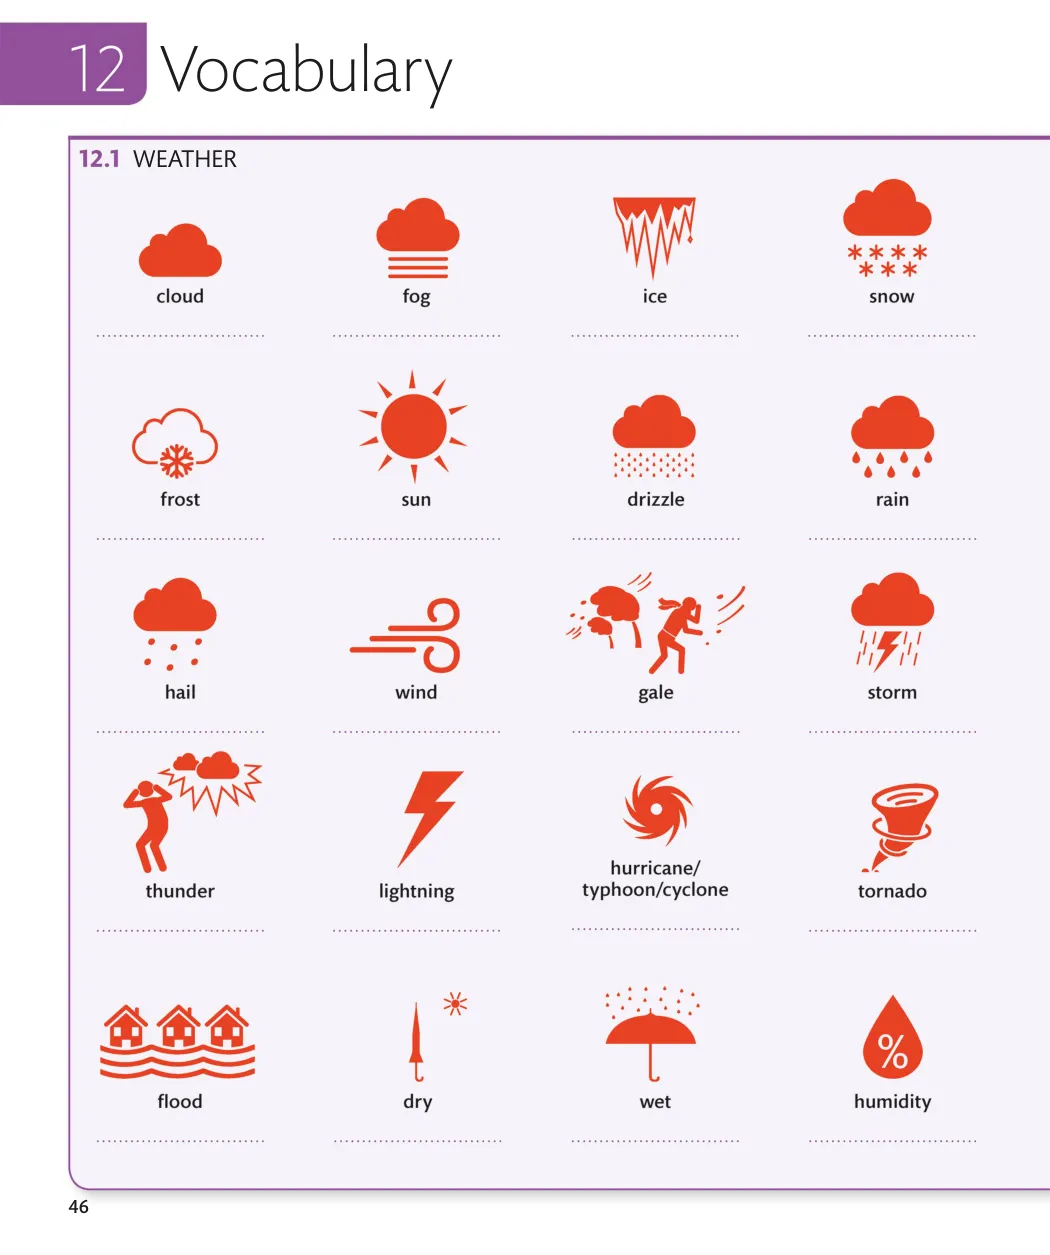 12 Vocabulary
12.1 WEATHER
cloud
fog
ice
snow
frost
sun
drizzle
rain
hail
wind
gale
storm
thunder
lightning
hurricane/
typhoon/cyclone
tornado
flood
dry
wet
%
humidity
46